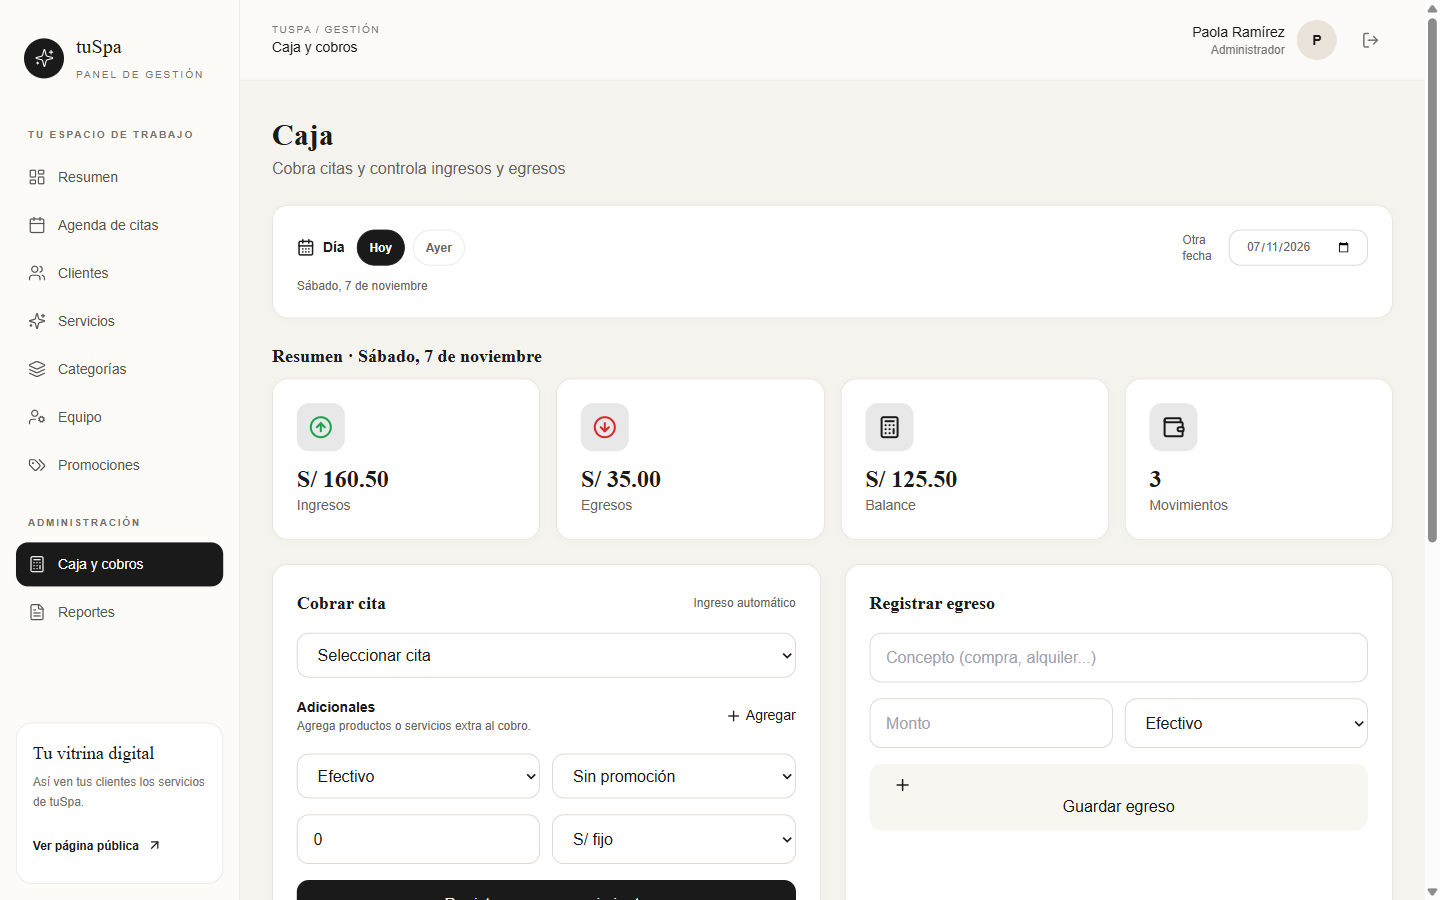 tuSpa
PANEL DE GESTIÓN
TU ESPACIO DE TRABAJO
Resumen
Agenda de citas
Clientes
Servicios
Categorías
Equipo
Promociones
ADMINISTRACIÓN
Caja y cobros
Reportes
Tu vitrina digital
Así ven tus clientes los servicios
de tuSpa.
Ver página pública
TUSPA / GESTIÓN
Caja y cobros
Paola Ramírez
Administrador
P
Caja
Cobra citas y controla ingresos y egresos
Día
Hoy
Ayer
Otra
fecha
07/11/2026
Sábado, 7 de noviembre
Resumen · Sábado, 7 de noviembre
S/ 160.50
Ingresos
S/ 35.00
Egresos
S/ 125.50
Balance
3
Movimientos
Cobrar cita
Ingreso automático
Seleccionar cita
Adicionales
Agrega productos o servicios extra al cobro.
Agregar
Efectivo
Sin promoción
0
S/ fijo
Registrar egreso
Concepto (compra, alquiler...)
Monto
Efectivo
Guardar egreso